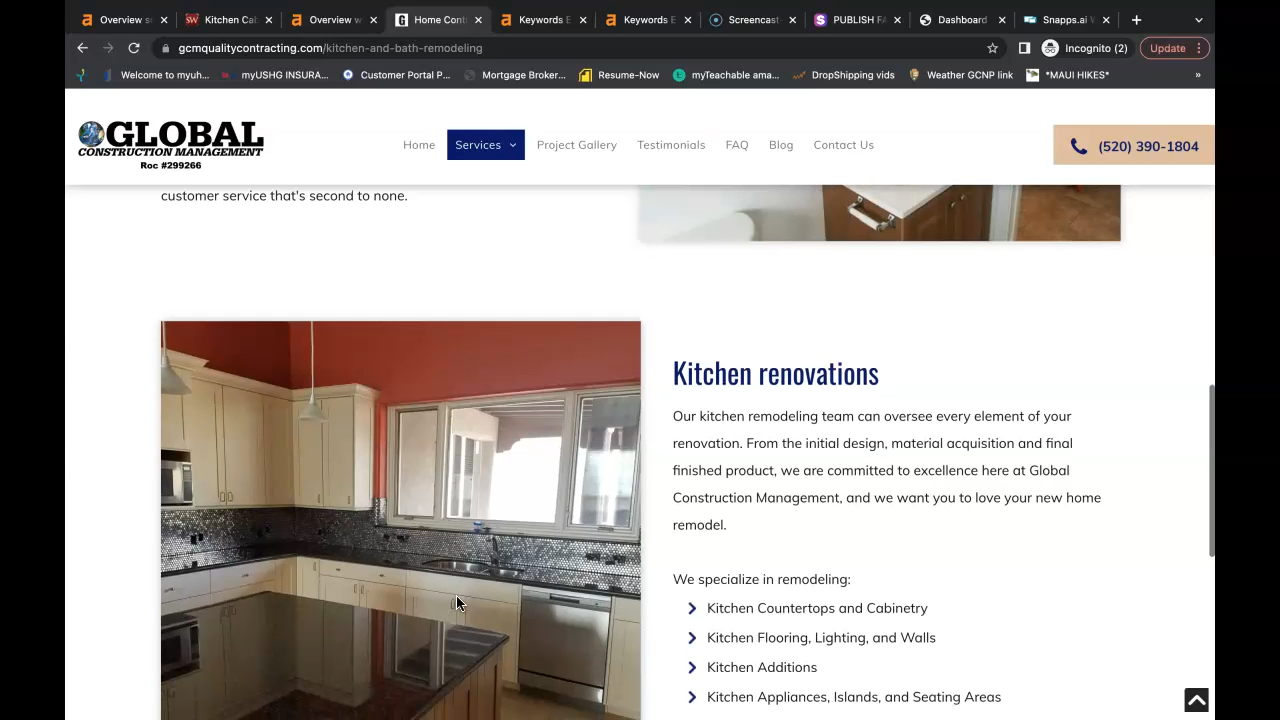 Overview s
Kitchen Ca
Overview w
G Home Cont
Keywords E
Keywords E
Screencast
S PUBLISH FA
Dashboard
Snapps.ai W
gcmqualitycontracting.com/kitchen-and-bath-remodeling
Incognito (2)
Update
Welcome to myuh...
myUSHG INSURA...
Customer Portal P...
Mortgage Broker...
Resume-Now
myTeachable ama...
DropShipping vids
Weather GCNP link
*MAUI HIKES*
»
GLOBAL
CONSTRUCTION MANAGEMENT
Roc #299266
Home
Services
Project Gallery
Testimonials
FAQ
Blog
Contact Us
(520) 390-1804
customer service that's second to none.
Kitchen renovations
Our kitchen remodeling team can oversee every element of your
renovation. From the initial design, material acquisition and final
finished product, we are committed to excellence here at Global
Construction Management, and we want you to love your new home
remodel.
We specialize in remodeling:
Kitchen Countertops and Cabinetry
Kitchen Flooring, Lighting, and Walls
Kitchen Additions
Kitchen Appliances, Islands, and Seating Areas